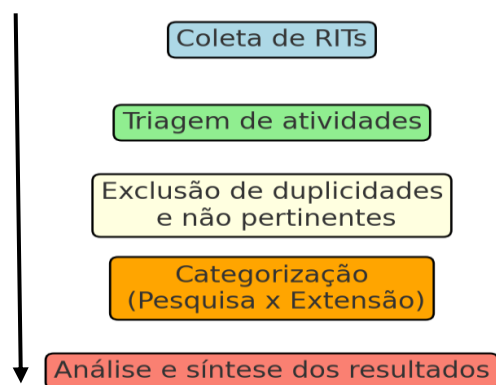 Coleta de RITs
Triagem de atividades
Exclusão de duplicidades
e não pertinentes
Categorização
(Pesquisa x Extensão)
Análise e síntese dos resultados